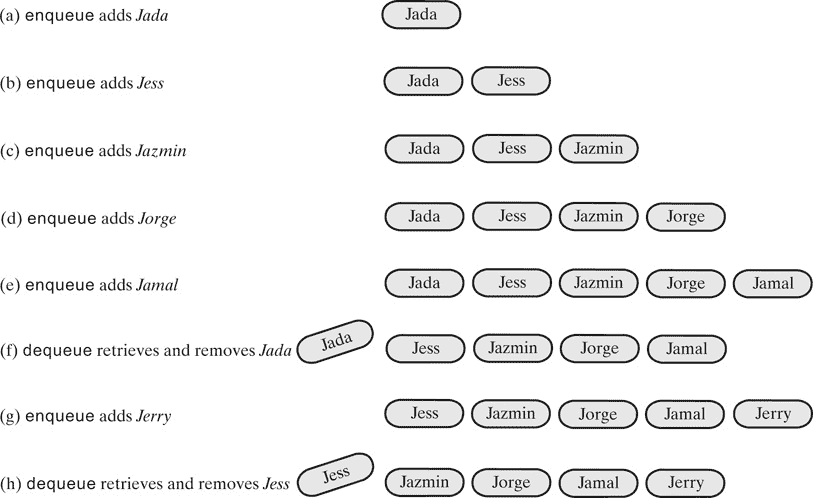 (a) enqueue adds Jada Jada
(b) enqueue adds Jess Jada Jess
(c) enqueue adds Jazmin Jada Jess Jazmin
(d) enqueue adds Jorge Jada Jess Jazmin Jorge
(e) enqueue adds Jamal Jada Jess Jazmin Jorge Jamal
(f) dequeue retrieves and removes Jada Jada Jess Jazmin Jorge Jamal
(g) enqueue adds Jerry Jess Jazmin Jorge Jamal Jerry
(h) dequeue retrieves and removes Jess Jess Jazmin Jorge Jamal Jerry